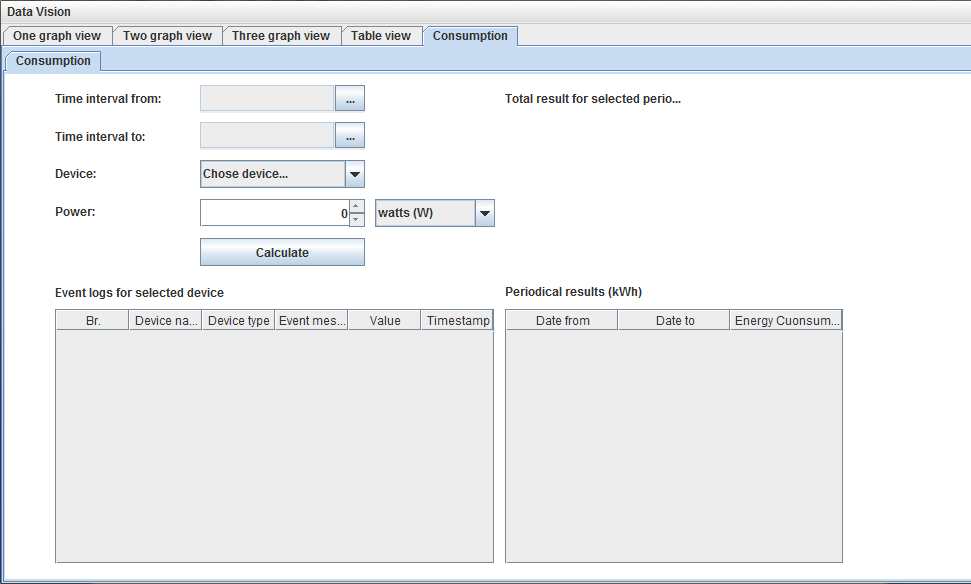 Data Vision
One graph view Two graph view Three graph view Table view Consumption
Consumption
Time interval from: ... Total result for selected perio...
Time interval to: ...
Device: Chose device...
Power: 0 watts (W)
Calculate
Event logs for selected device Periodical results (kWh)
Br. Device na... Device type Event mes... Value Timestamp Date from Date to Energy Cuonsum...